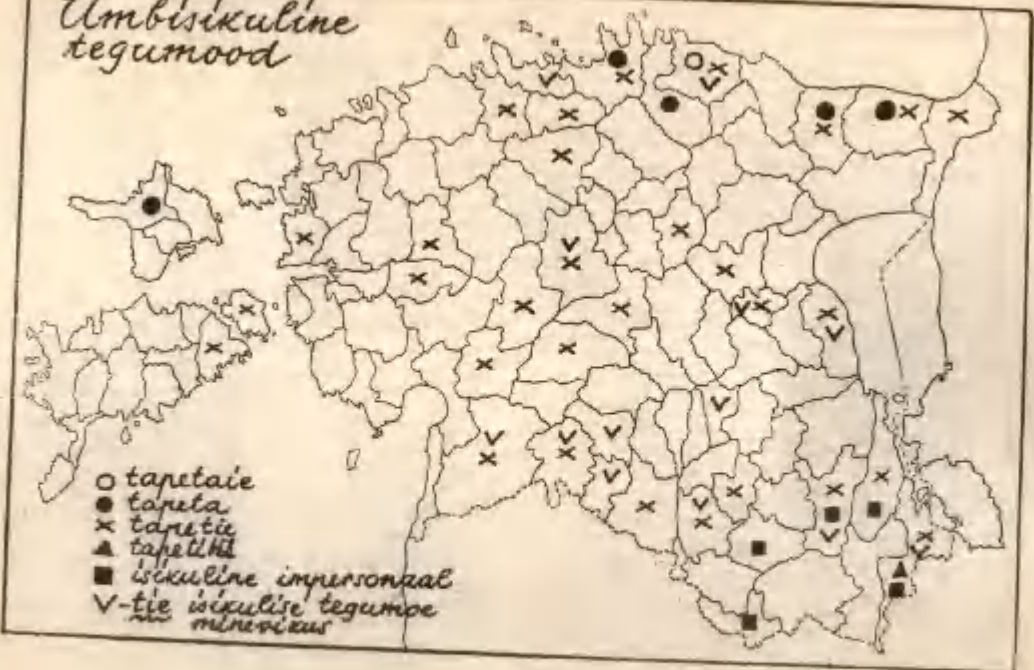 Umbisikuline
tegumood
tapetaie
tapeta
tapetie
tapetihi
isikuline impersonaal
-tie isikulise tegumoe
minevikus